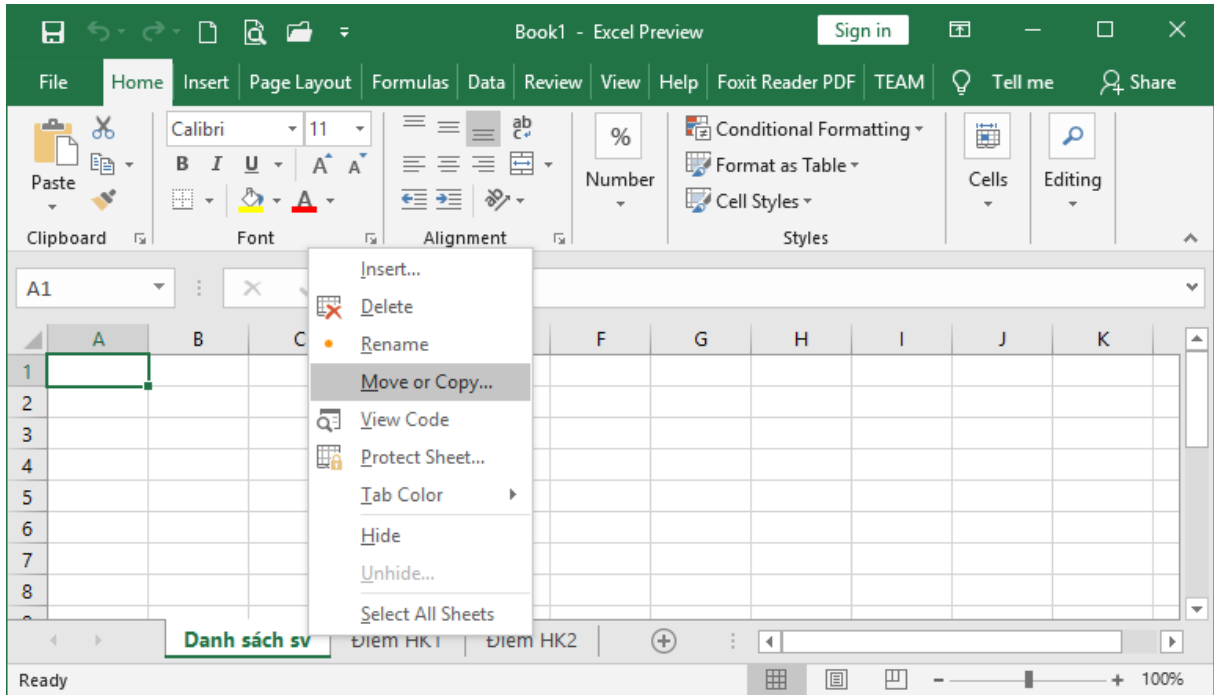 Book1 - Excel Preview Sign in
File Home Insert Page Layout Formulas Data Review View Help Foxit Reader PDF TEAM Tell me Share
Calibri 11 ab % Conditional Formatting
Paste B I U A A Number Format as Table Cells Editing
A Cell Styles
Clipboard Font Alignment Styles
A1
A B C F G H I J K
1
2
3
4
5
6
7
8
Insert...
Delete
Rename
Move or Copy...
View Code
Protect Sheet...
Tab Color
Hide
Unhide...
Select All Sheets
Danh sách sv Điểm HK1 Điểm HK2
Ready 100%